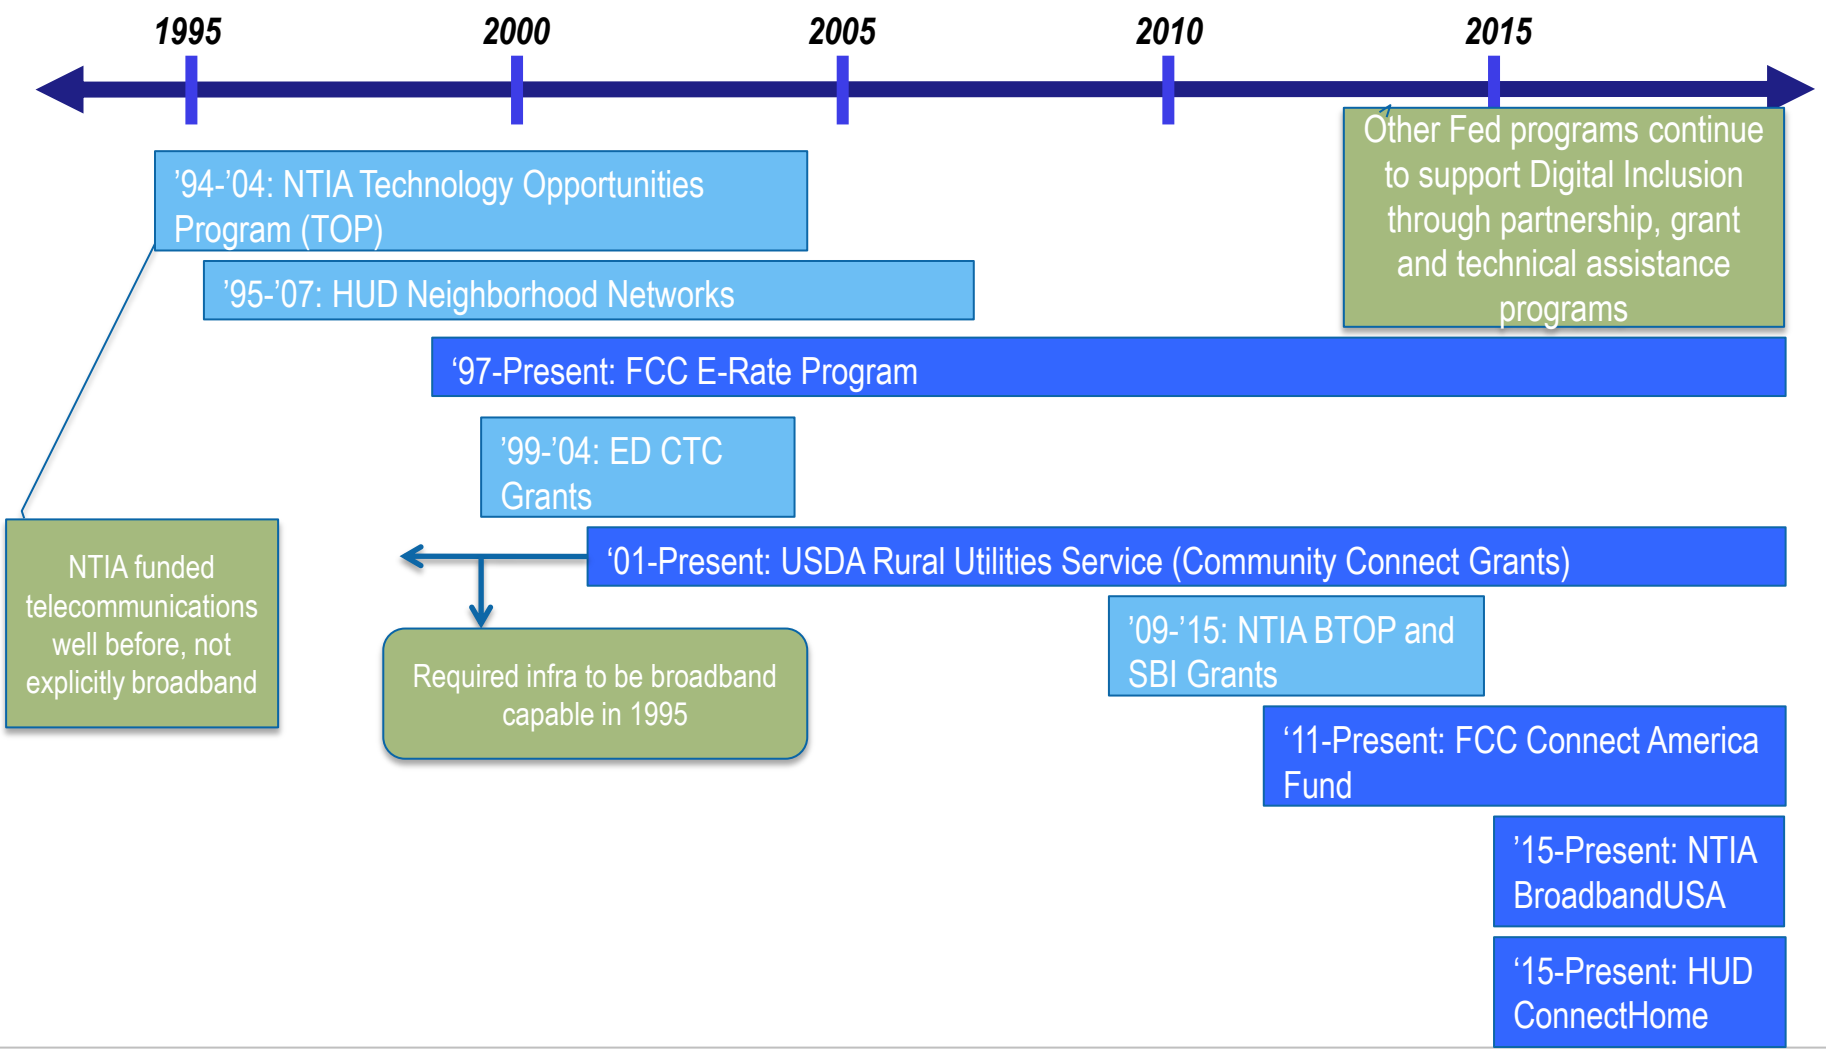 1995
2000
2005
2010
2015
Other Fed programs continue
to support Digital Inclusion
through partnership, grant
and technical assistance
programs
’94-’04: NTIA Technology Opportunities
Program (TOP)
’95-’07: HUD Neighborhood Networks
‘97-Present: FCC E-Rate Program
’99-’04: ED CTC
Grants
NTIA funded
telecommunications
well before, not
explicitly broadband
‘01-Present: USDA Rural Utilities Service (Community Connect Grants)
Required infra to be broadband
capable in 1995
’09-’15: NTIA BTOP and
SBI Grants
‘11-Present: FCC Connect America
Fund
’15-Present: NTIA
BroadbandUSA
‘15-Present: HUD
ConnectHome